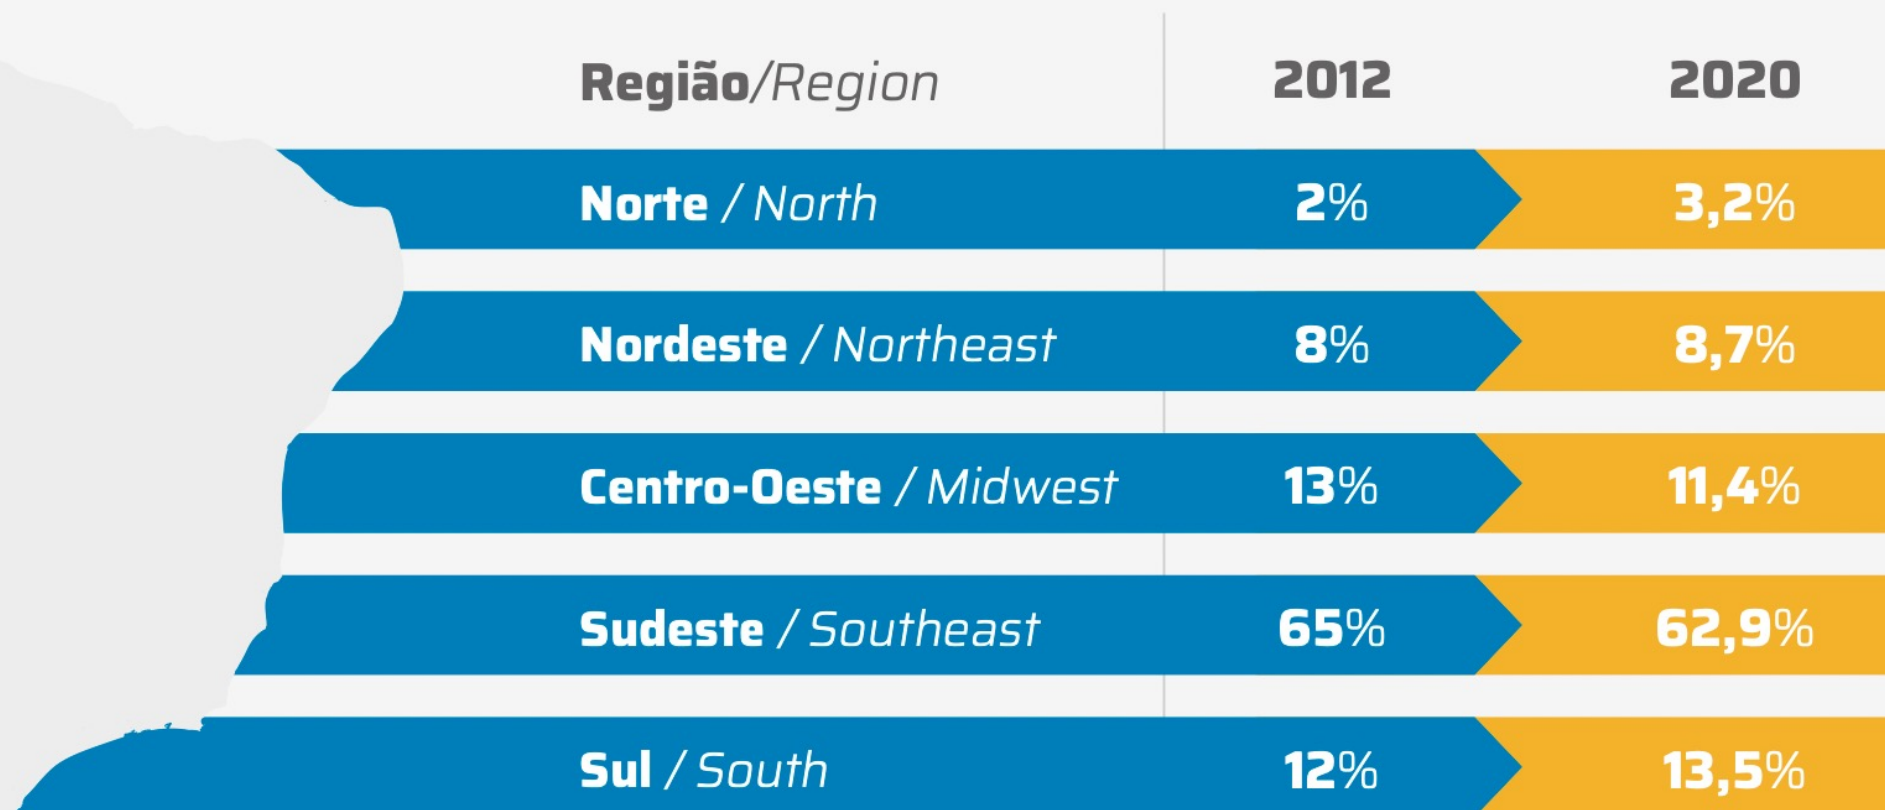 Região/Region 2012 2020
Norte / North 2% 3,2%
Nordeste / Northeast 8% 8,7%
Centro-Oeste / Midwest 13% 11,4%
Sudeste / Southeast 65% 62,9%
Sul / South 12% 13,5%